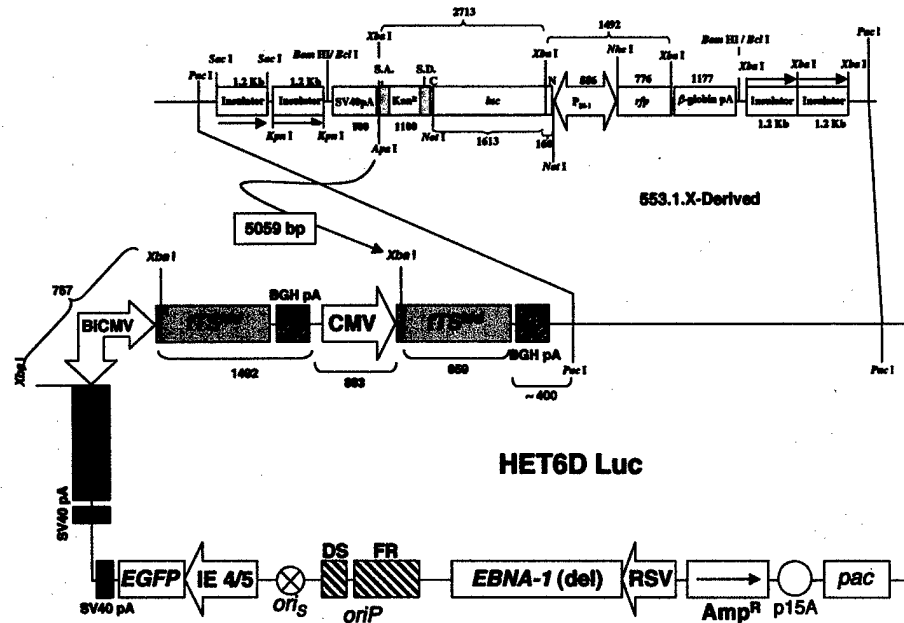 2713
1492
Xba I
Bam HI / Bcl I
Pac I
Sac I
Sac I
Bam HI/ Bcl I
Xba I
Nhe I
Xba I
Xba I
Xba I
Xba I
Pac I
1.2 Kb
1.2 Kb
S.A.
S.D.
C
N
886
776
1177
Insulator
Insulator
SV40pA
luc
rfp
β-globin pA
Insulator
Insulator
Kpn I
Kpn I
1100
Not I
1613
1.2 Kb
1.2 Kb
Apa I
Not I
553.1.X-Derived
5059 bp
Xba I
Xba I
757
BGH pA
BiCMV
CMV
BGH pA
1492
Xba I
Pac I
~ 400
Pac I
HET6D Luc
SV40 pA
DS
FR
EGFP
IE 4/5
EBNA-1 (del)
RSV
pac
SV40 pA
oriS
oriP
AmpR
p15A